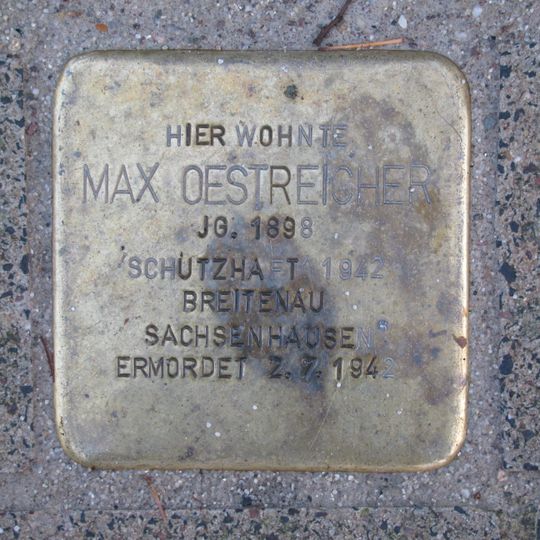 HIER WOHNTE
MAX OESTREICHER
JG. 1898
SCHUTZHAFT 1942
BREITENAU
SACHSENHAUSEN
ERMORDET 2.7.1942